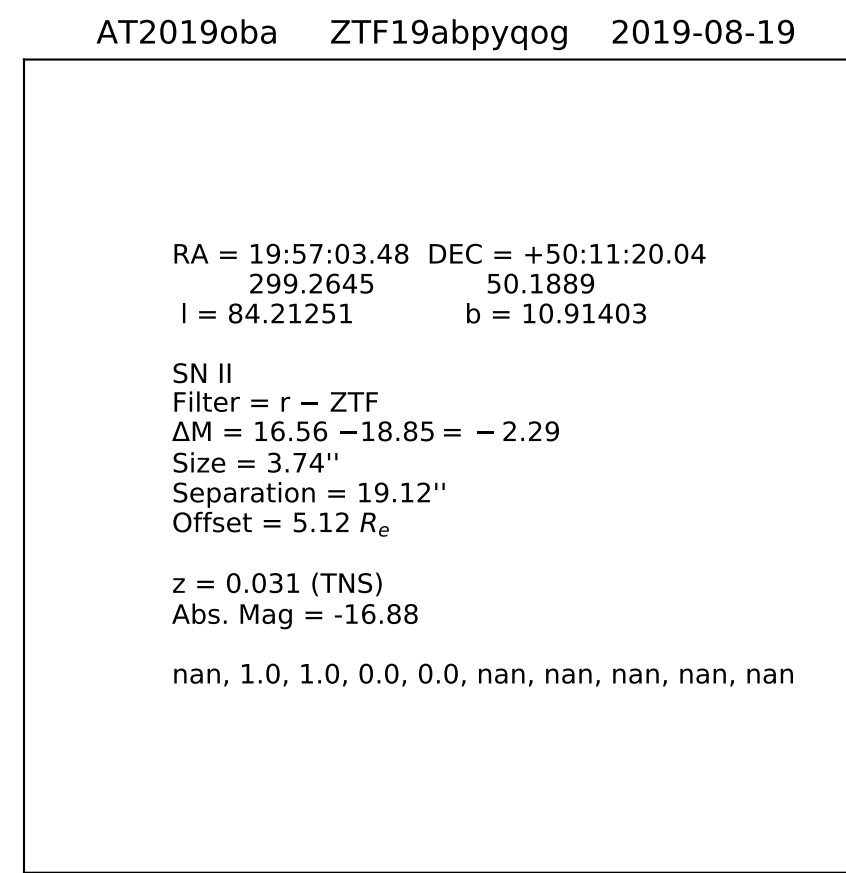 AT2019oba ZTF19abpyqog 2019-08-19
RA = 19:57:03.48 DEC = +50:11:20.04
299.2645 50.1889
l = 84.21251 b = 10.91403
SN II
Filter = r − ZTF
ΔM = 16.56 −18.85 = − 2.29
Size = 3.74''
Separation = 19.12''
Offset = 5.12 Re
z = 0.031 (TNS)
Abs. Mag = -16.88
nan, 1.0, 1.0, 0.0, 0.0, nan, nan, nan, nan, nan